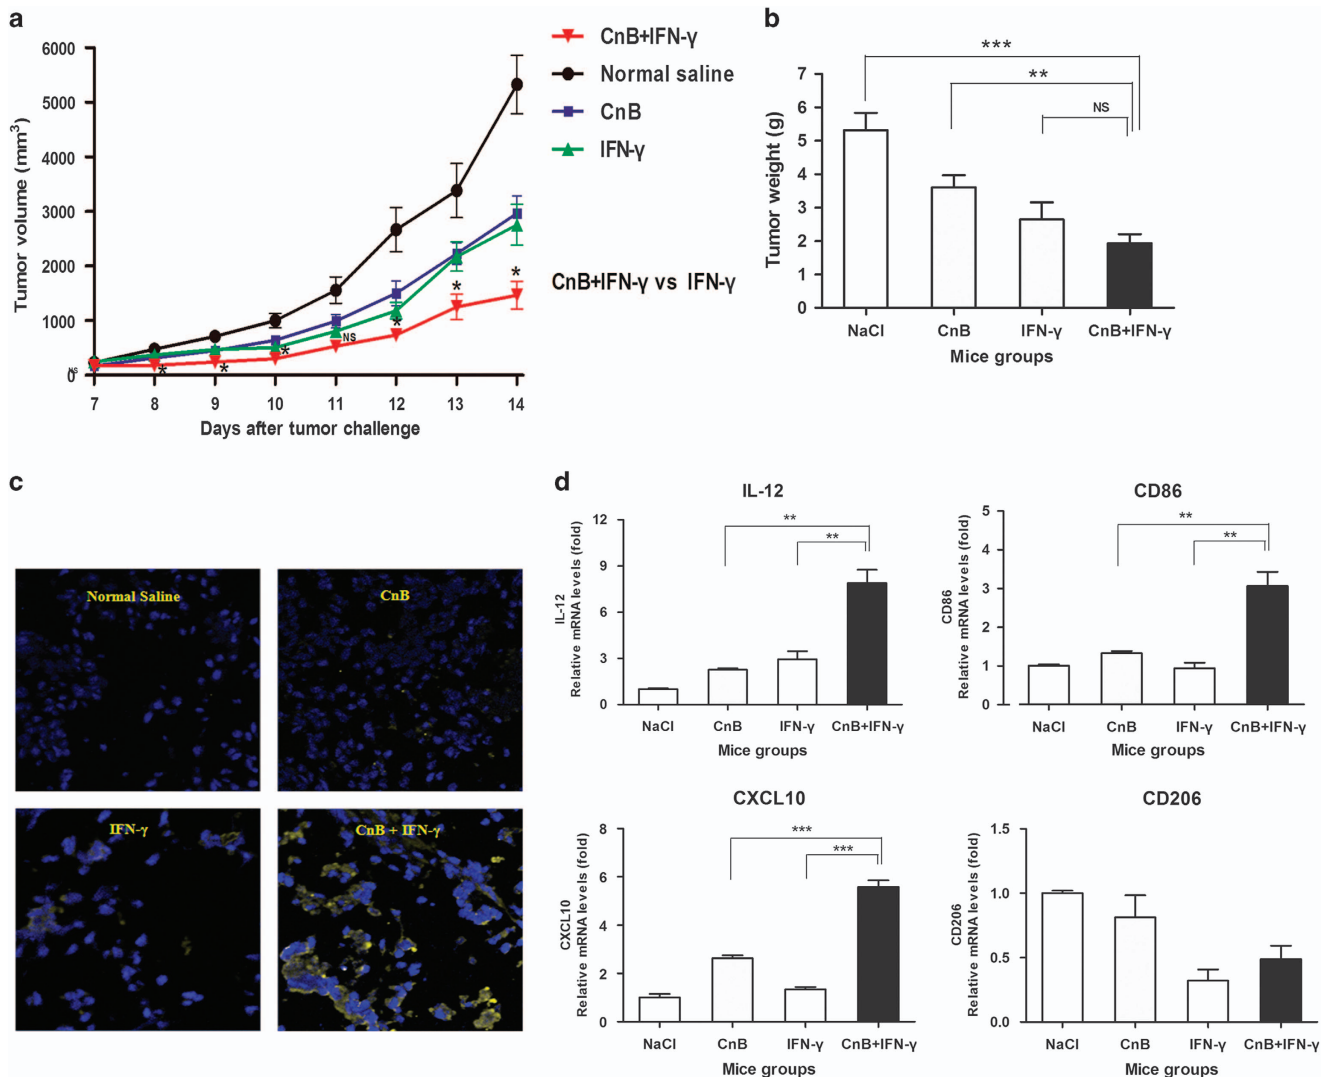 a
6000
5000
4000
3000
2000
1000
0
Tumor volume (mm³)
NS
*
*
*
NS
*
*
*
7 8 9 10 11 12 13 14
Days after tumor challenge
CnB+IFN-γ
Normal saline
CnB
IFN-γ
CnB+IFN-γ vs IFN-γ
b
***
**
NS
7
6
5
4
3
2
1
0
Tumor weight (g)
NaCl CnB IFN-γ CnB+IFN-γ
Mice groups
c
Normal Saline
CnB
IFN-γ
CnB + IFN-γ
d
IL-12
**
**
12
9
6
3
0
IL-12
Relative mRNA levels (fold)
NaCl CnB IFN-γ CnB+IFN-γ
Mice groups
CD86
**
**
5
4
3
2
1
0
CD86
Relative mRNA levels (fold)
NaCl CnB IFN-γ CnB+IFN-γ
Mice groups
CXCL10
***
***
8
6
4
2
0
CXCL10
Relative mRNA levels (fold)
NaCl CnB IFN-γ CnB+IFN-γ
Mice groups
CD206
1.5
1.0
0.5
0.0
CD206
Relative mRNA levels (fold)
NaCl CnB IFN-γ CnB+IFN-γ
Mice groups